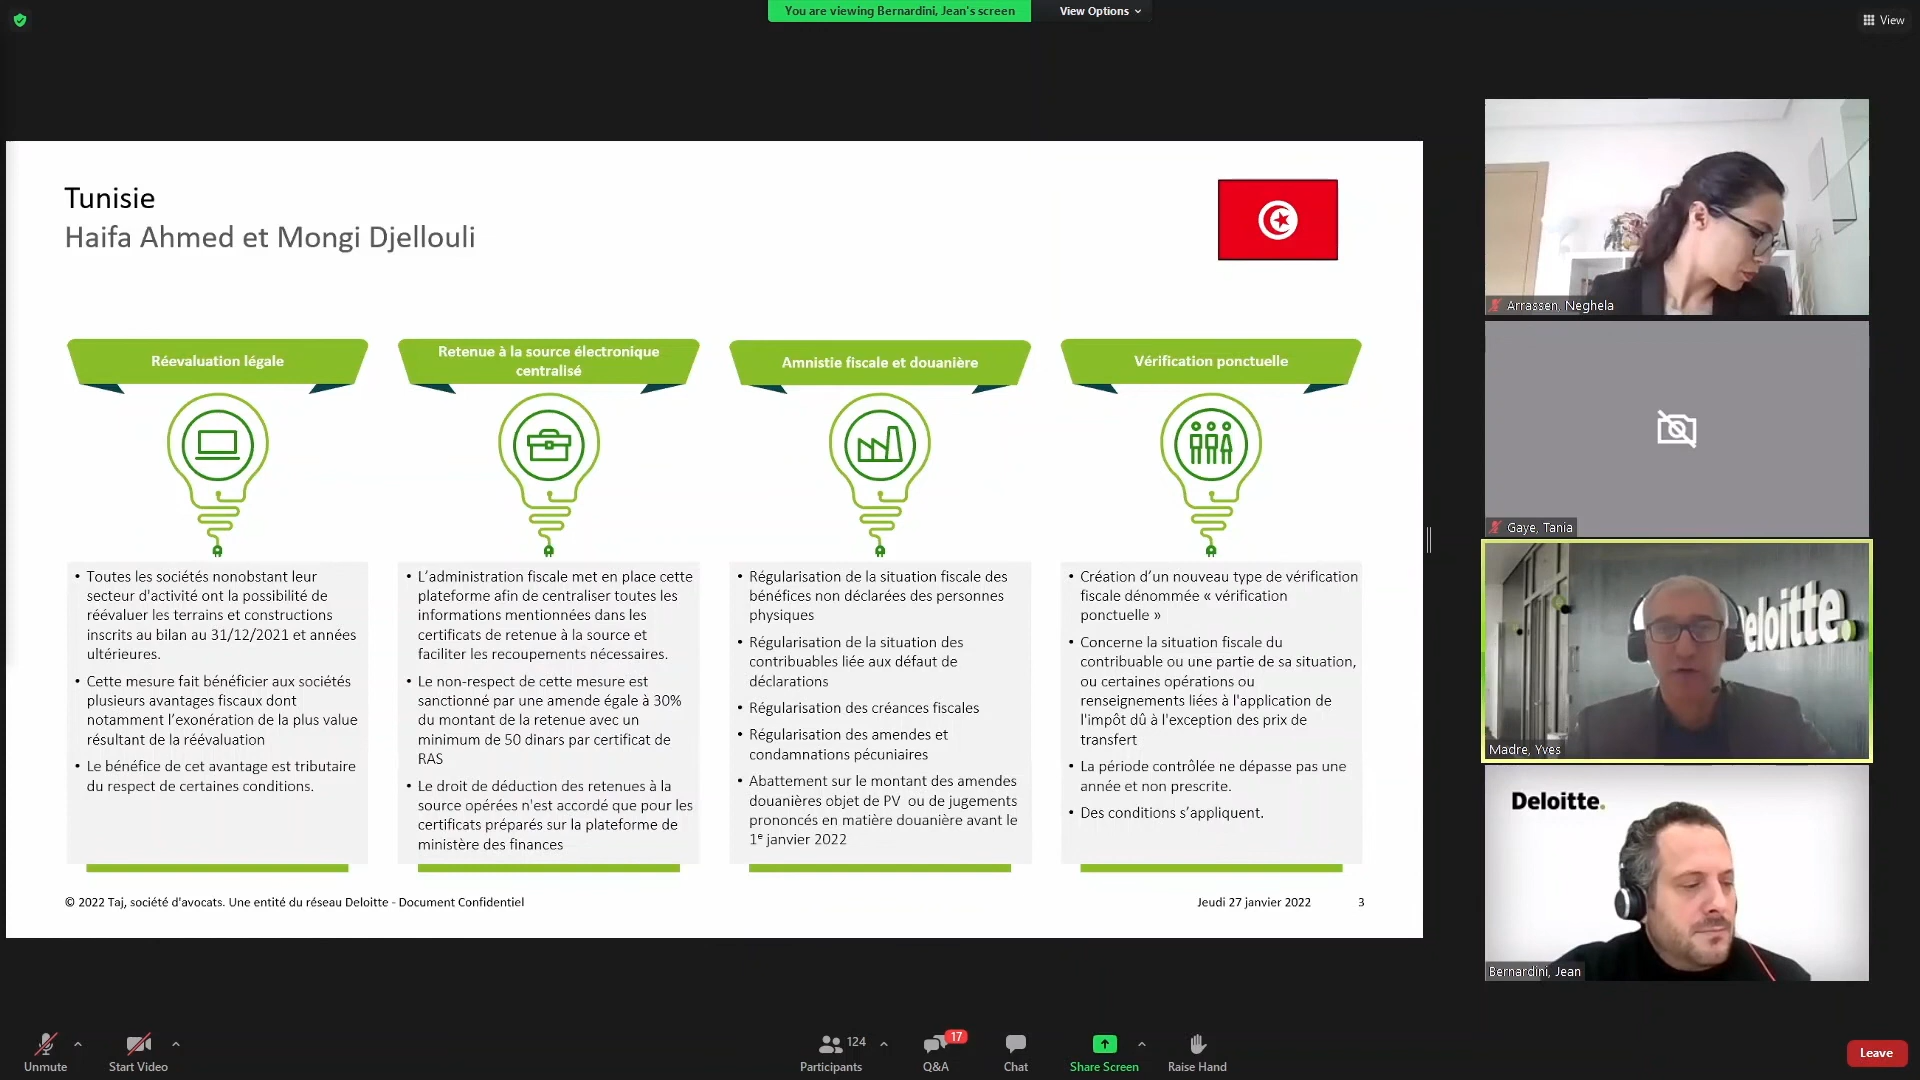 You are viewing Bernardini, Jean's screen
View Options
View
Tunisie
Haifa Ahmed et Mongi Djellouli
Réevaluation légale
Retenue à la source électronique
centralisé
Amnistie fiscale et douanière
Vérification ponctuelle
• Toutes les sociétés nonobstant leur
secteur d'activité ont la possibilité de
réévaluer les terrains et constructions
inscrits au bilan au 31/12/2021 et années
ultérieures.
• Cette mesure fait bénéficier aux sociétés
plusieurs avantages fiscaux dont
notamment l'exonération de la plus value
résultant de la réévaluation
• Le bénéfice de cet avantage est tributaire
du respect de certaines conditions.
• L'administration fiscale met en place cette
plateforme afin de centraliser toutes les
informations mentionnées dans les
certificats de retenue à la source et
faciliter les recoupements nécessaires.
• Le non-respect de cette mesure est
sanctionné par une amende égale à 30%
du montant de la retenue avec un
minimum de 50 dinars par certificat de
RAS
• Le droit de déduction des retenues à la
source opérées n'est accordé que pour les
certificats préparés sur la plateforme de
ministère des finances
• Régularisation de la situation fiscale des
bénéfices non déclarées des personnes
physiques
• Régularisation de la situation des
contribuables liée aux défaut de
déclarations
• Régularisation des créances fiscales
• Régularisation des amendes et
condamnations pécuniaires
• Abattement sur le montant des amendes
douanières objet de PV ou de jugements
prononcés en matière douanière avant le
1e janvier 2022
• Création d'un nouveau type de vérification
fiscale dénommée « vérification
ponctuelle »
• Concerne la situation fiscale du
contribuable ou une partie de sa situation,
ou certaines opérations ou
renseignements liées à l'application de
l'impôt dû à l'exception des prix de
transfert
• La période contrôlée ne dépasse pas une
année et non prescrite.
• Des conditions s'appliquent.
© 2022 Taj, société d'avocats. Une entité du réseau Deloitte - Document Confidentiel
Jeudi 27 janvier 2022
3
Arrassen, Neghela
Gaye, Tania
eloitte.
Madre, Yves
Deloitte.
Bernardini, Jean
Unmute
Start Video
124
Participants
17
Q&A
Chat
Share Screen
Raise Hand
Leave